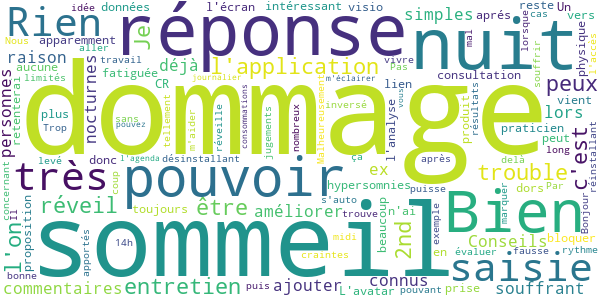 idée données l'écran intéressant visio reste Un
Nous apparemment aller après simples cas vers
Rien réponse nuit
aucune travail fatiguée Je mal lorsque physique l'accès
raison déjà l'application Pas vivre souffrir
limités CR journalier m'éclairer consultation peux
personnes retenterai nocturnes dommage
tellement m'aider sans pouvez réveille consommations jugements nombreux Malheureusement inversé lien vous l'analyse produit résultats praticien lors
plus Trop donc l'agenda désinstallant ça après vient peut long c'est réinstallant
très pouvoir trouble
levé coup hypersomnies ex delà dors Par
concernant l'on réveil être toujours améliorer beaucoup n'ai 2nd puisse marquer Bonjour
Il proposition apportés 14h sommeil Bien
s'auto trouve exemple Conseils bloquer
bonne puis midi craintes en évaluer fausse rythme
commentaires entretien ajouter L'avatar pouvant connus prise saisie souffrant